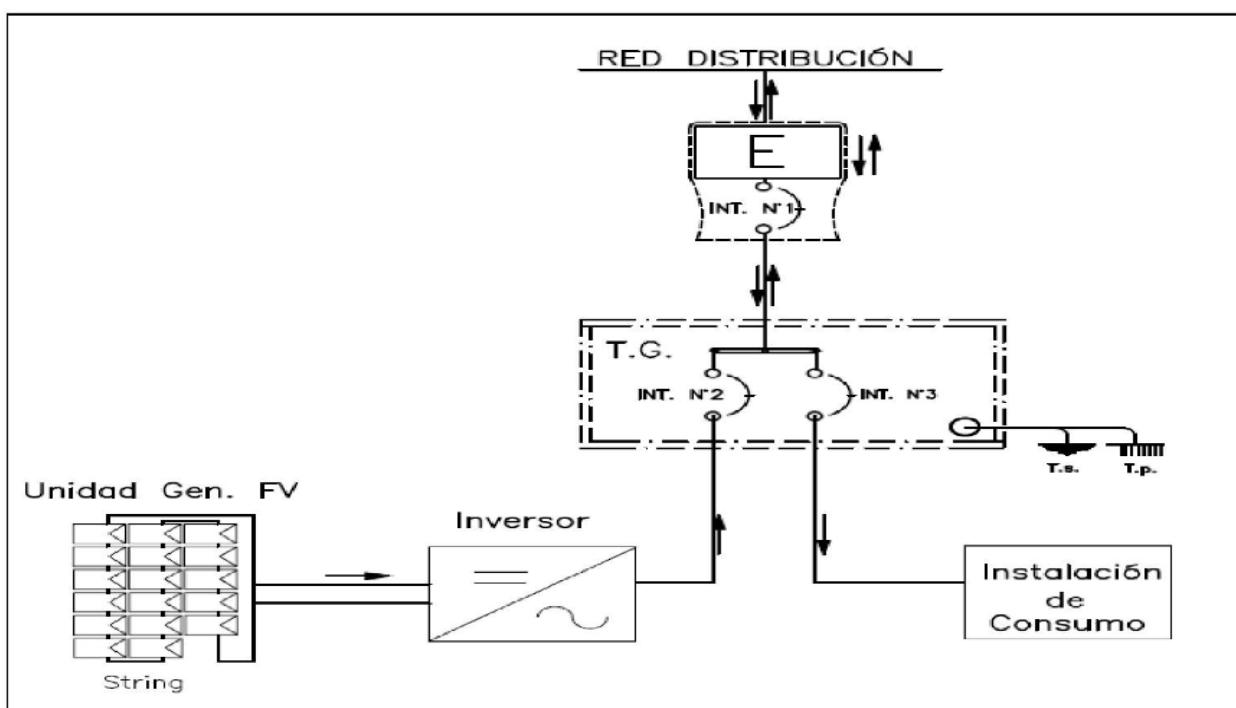 RED DISTRIBUCIÓN
E
INT. N°1
T.G.
INT. N°2
INT. N°3
T.s.
T.p.
Unidad Gen. FV
Inversor
Instalación
de
Consumo
String